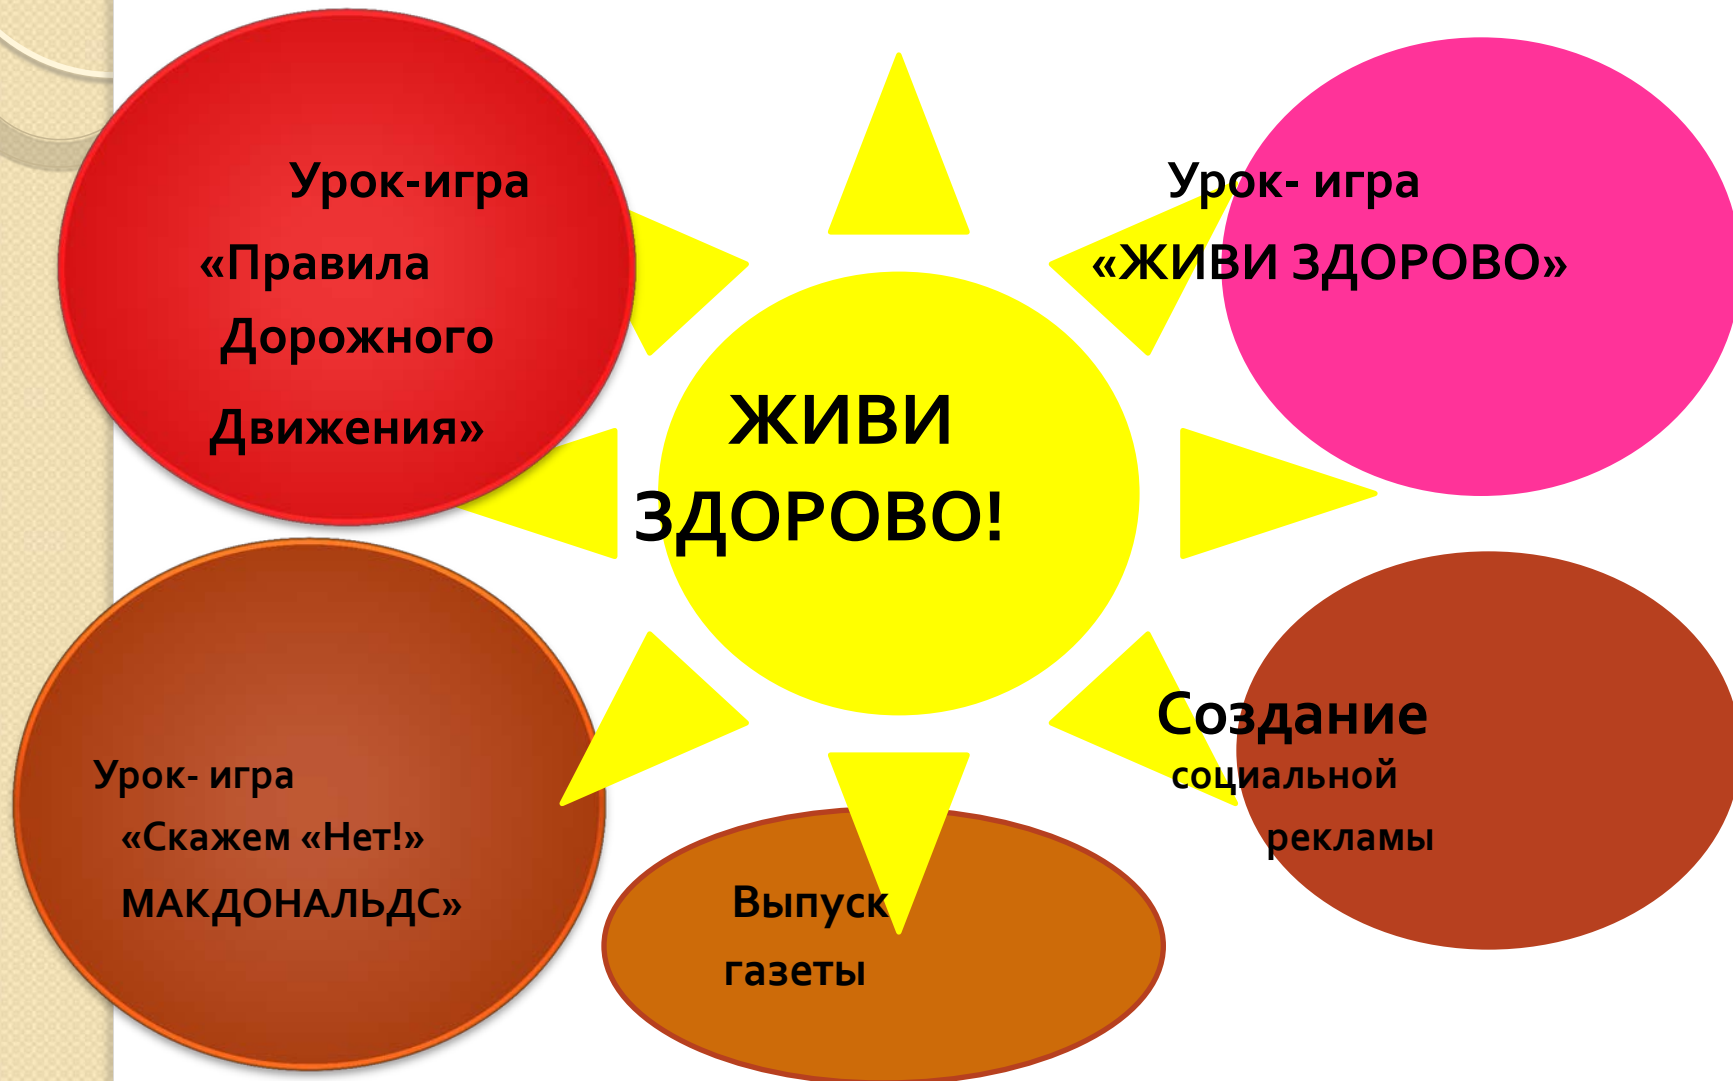 Урок-игра
«Правила
Дорожного
Движения»
Урок- игра
«ЖИВИ ЗДОРОВО»
ЖИВИ
ЗДОРОВО!
Урок- игра
«Скажем «Нет!»
МАКДОНАЛЬДС»
Выпуск
газеты
Создание
социальной
рекламы